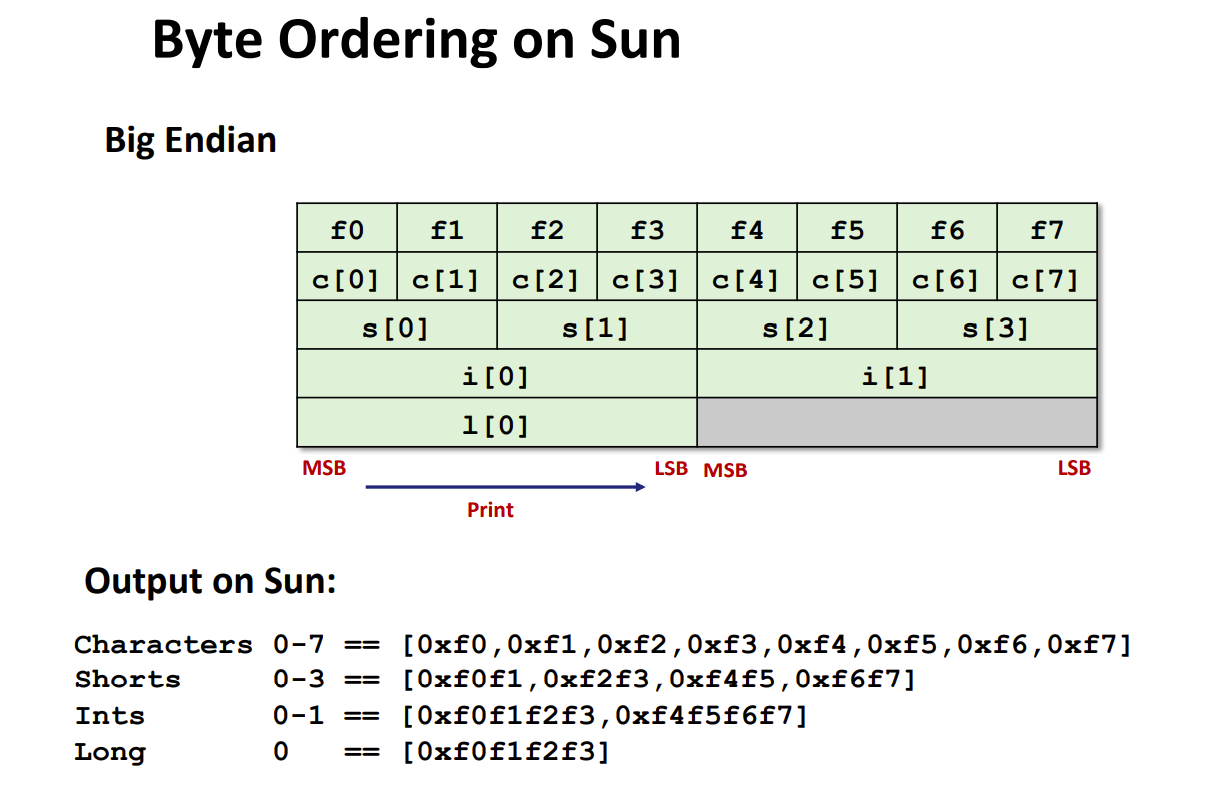 Byte Ordering on Sun
Big Endian
f0 f1 f2 f3 f4 f5 f6 f7
c[0] c[1] c[2] c[3] c[4] c[5] c[6] c[7]
s[0] s[1] s[2] s[3]
i[0] i[1]
l[0]
MSB LSB MSB LSB
Print
Output on Sun:
Characters 0-7 == [0xf0,0xf1,0xf2,0xf3,0xf4,0xf5,0xf6,0xf7]
Shorts 0-3 == [0xf0f1,0xf2f3,0xf4f5,0xf6f7]
Ints 0-1 == [0xf0f1f2f3,0xf4f5f6f7]
Long 0 == [0xf0f1f2f3]